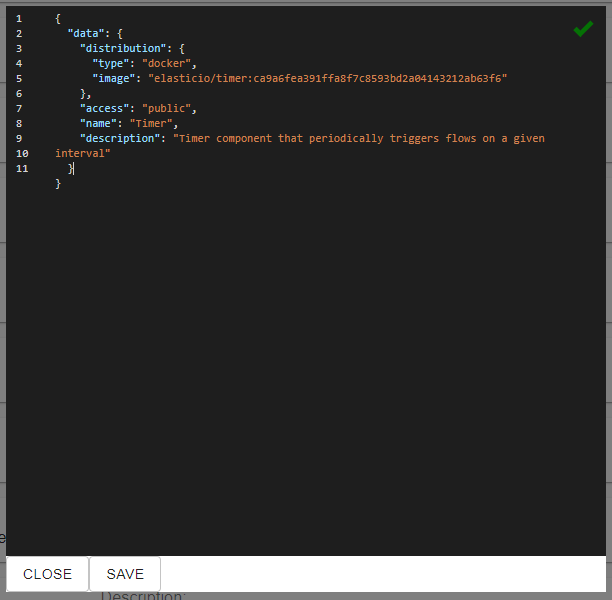 1 {
2 "data": {
3 "distribution": {
4 "type": "docker",
5 "image": "elasticio/timer:ca9a6fea391ffa8f7c8593bd2a04143212ab63f6"
6 },
7 "access": "public",
8 "name": "Timer",
9 "description": "Timer component that periodically triggers flows on a given
10 interval"
11 }
}
CLOSE SAVE
Description: